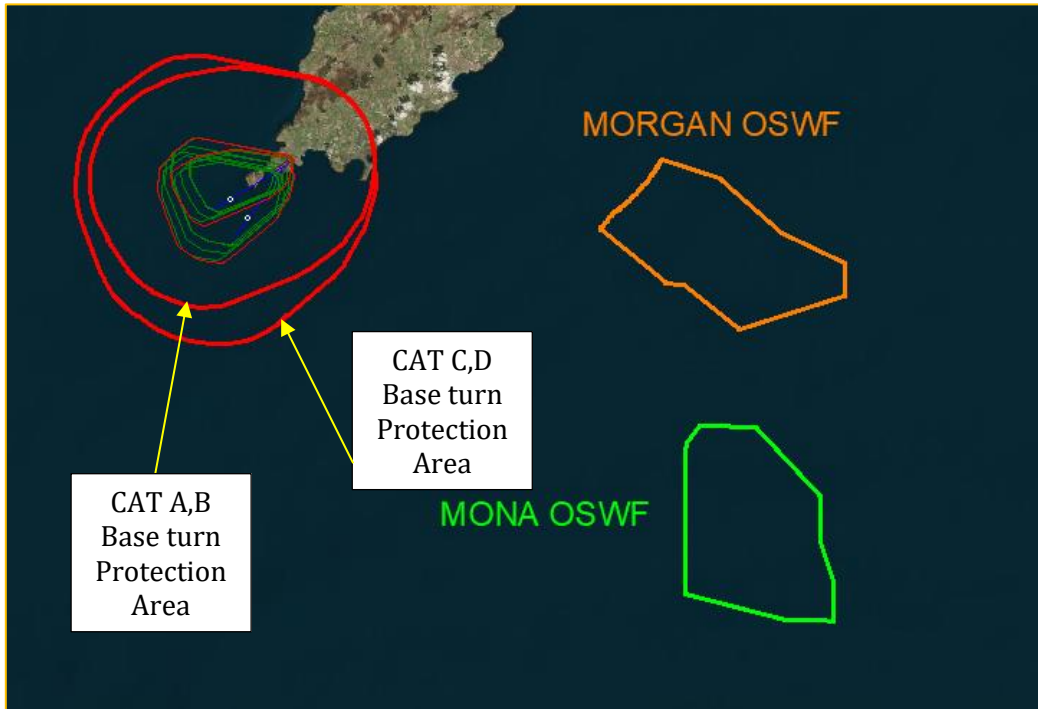 MORGAN OSWF
CAT C,D
Base turn
Protection
Area
CAT A,B
Base turn
Protection
Area
MONA OSWF